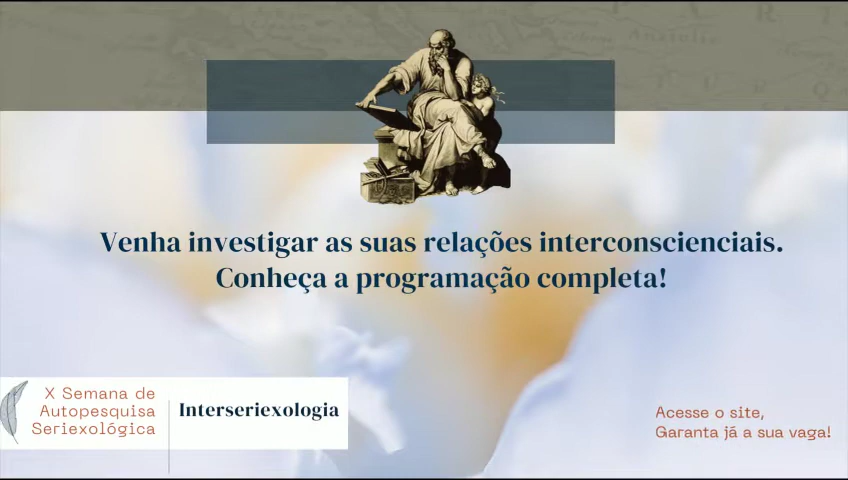 Venha investigar as suas relações interconscienciais.
Conheça a programação completa!
X Semana de
Autopesquisa
Seriexológica
Interseriexologia
Acesse o site,
Garanta já a sua vaga!